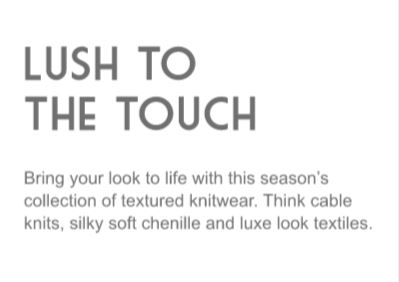 LUSH TO
THE TOUCH
Bring your look to life with this season's
collection of textured knitwear. Think cable
knits, silky soft chenille and luxe look textiles.